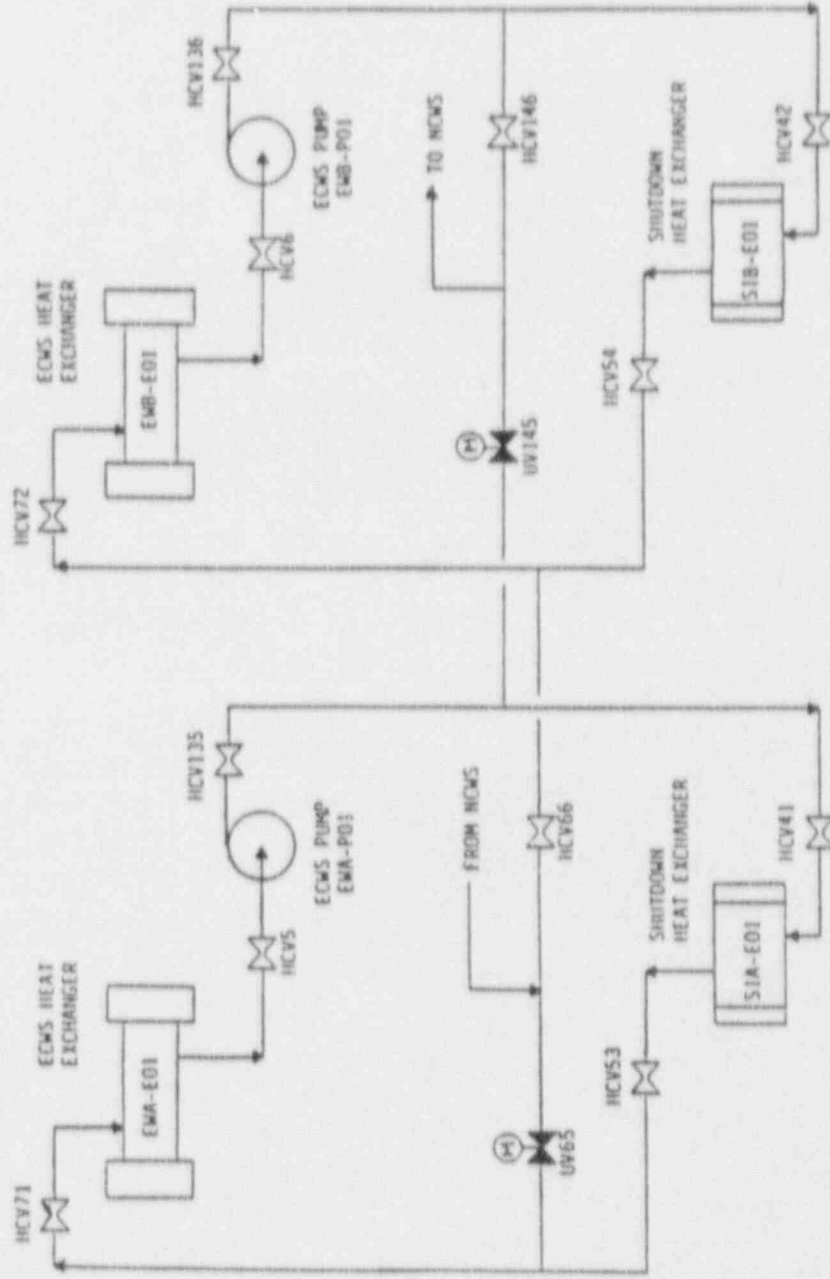 HCV71
ECWS HEAT
EXCHANGER
EWA-E01
HCV5
ECWS PUMP
EWA-P01
HCV135
FROM NCWS
M
UV65
HCV66
HCV53
SHUTDOWN
HEAT EXCHANGER
SIA-E01
HCV41
HCV72
ECWS HEAT
EXCHANGER
EWB-E01
HCV6
ECWS PUMP
EWB-P01
HCV136
TO NCWS
M
UV145
HCV146
HCV54
SHUTDOWN
HEAT EXCHANGER
SIB-E01
HCV42